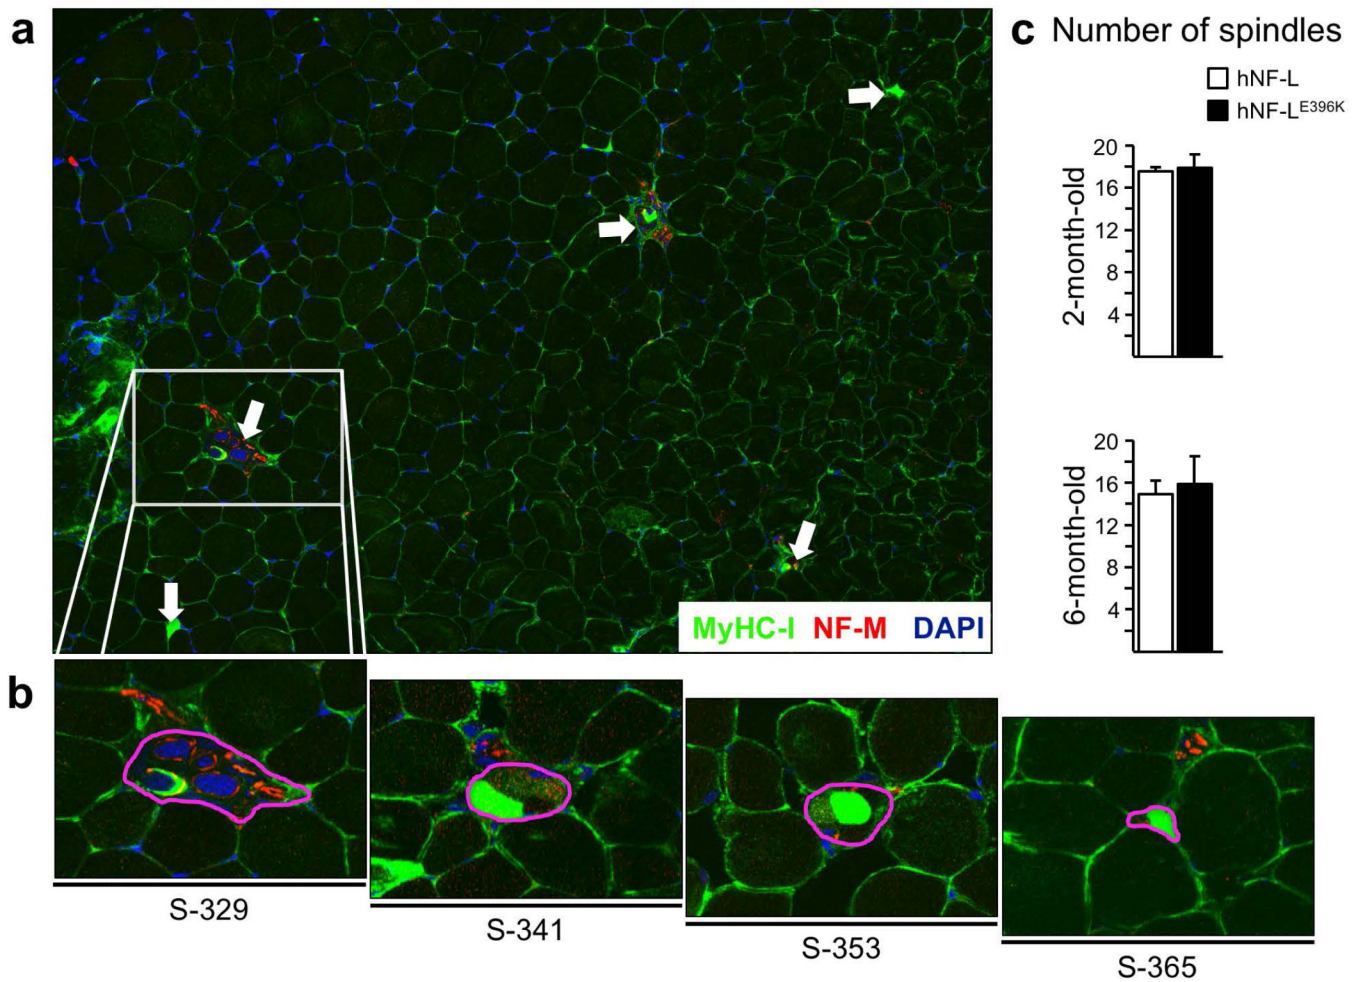 a
c Number of spindles
hNF-L
hNF-L^E396K
2-month-old
20
16
12
8
4
6-month-old
20
16
12
8
4
MyHC-I NF-M DAPI
b
S-329
S-341
S-353
S-365